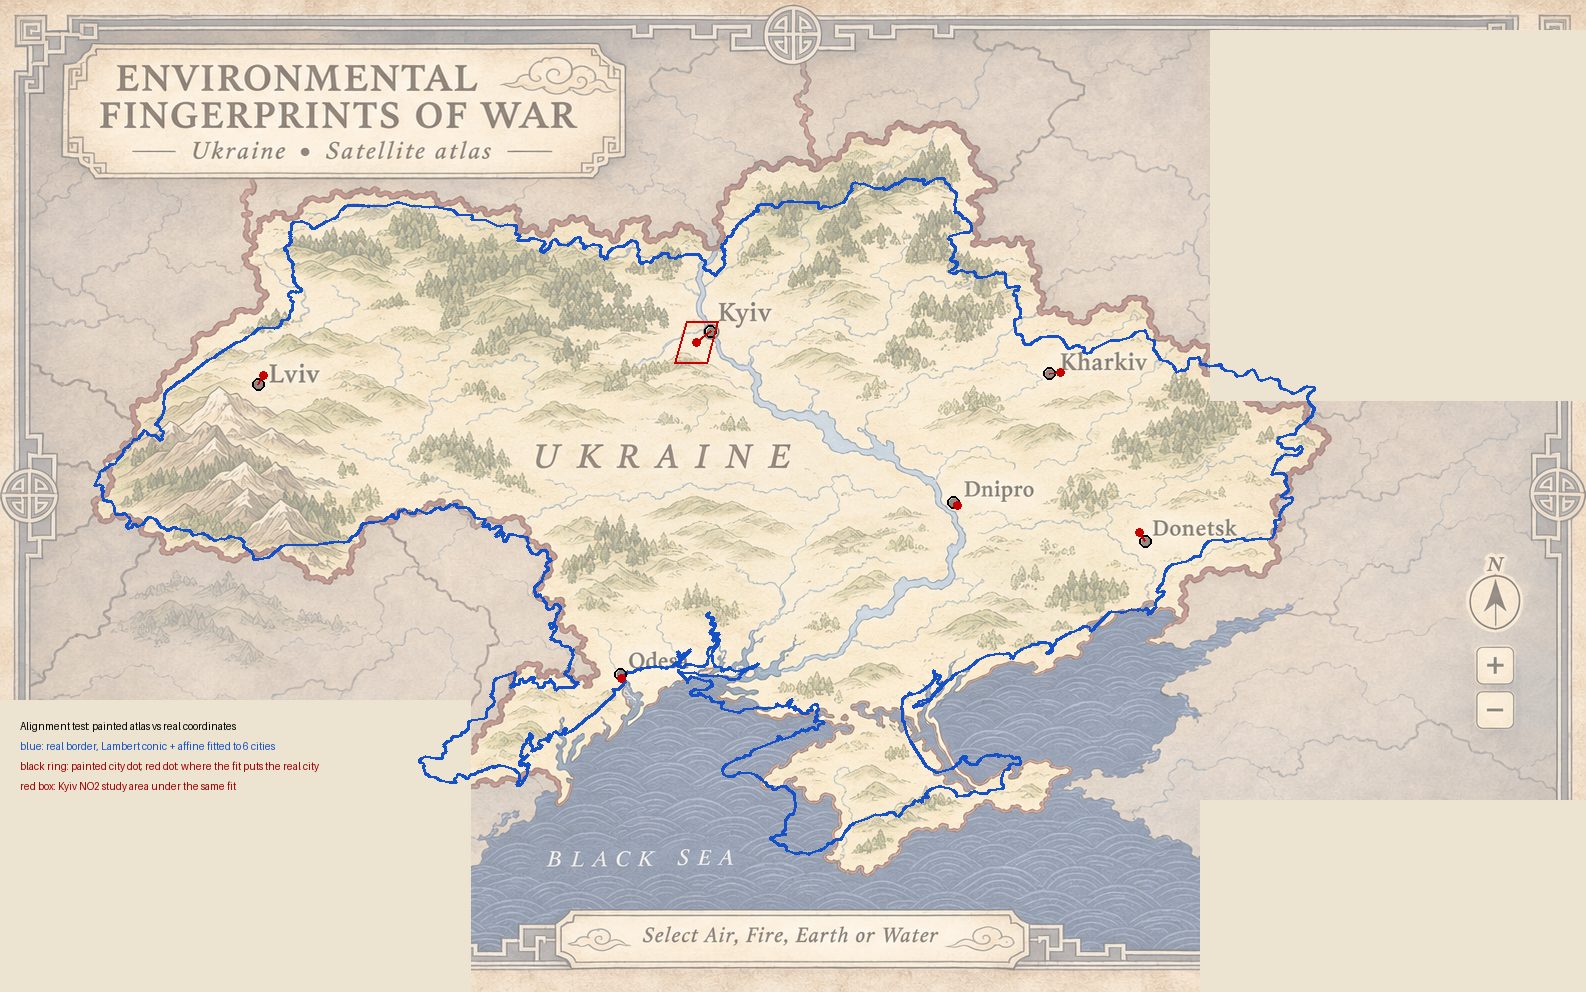 ENVIRONMENTAL
FINGERPRINTS OF WAR
Ukraine • Satellite atlas
Kyiv
Lviv
Kharkiv
UKRAINE
Dnipro
Donetsk
N
Odes
+
−
Alignment test: painted atlas vs real coordinates
blue: real border, Lambert conic + affine fitted to 6 cities
black ring: painted city dot; red dot: where the fit puts the real city
red box: Kyiv NO2 study area under the same fit
BLACK SEA
Select Air, Fire, Earth or Water